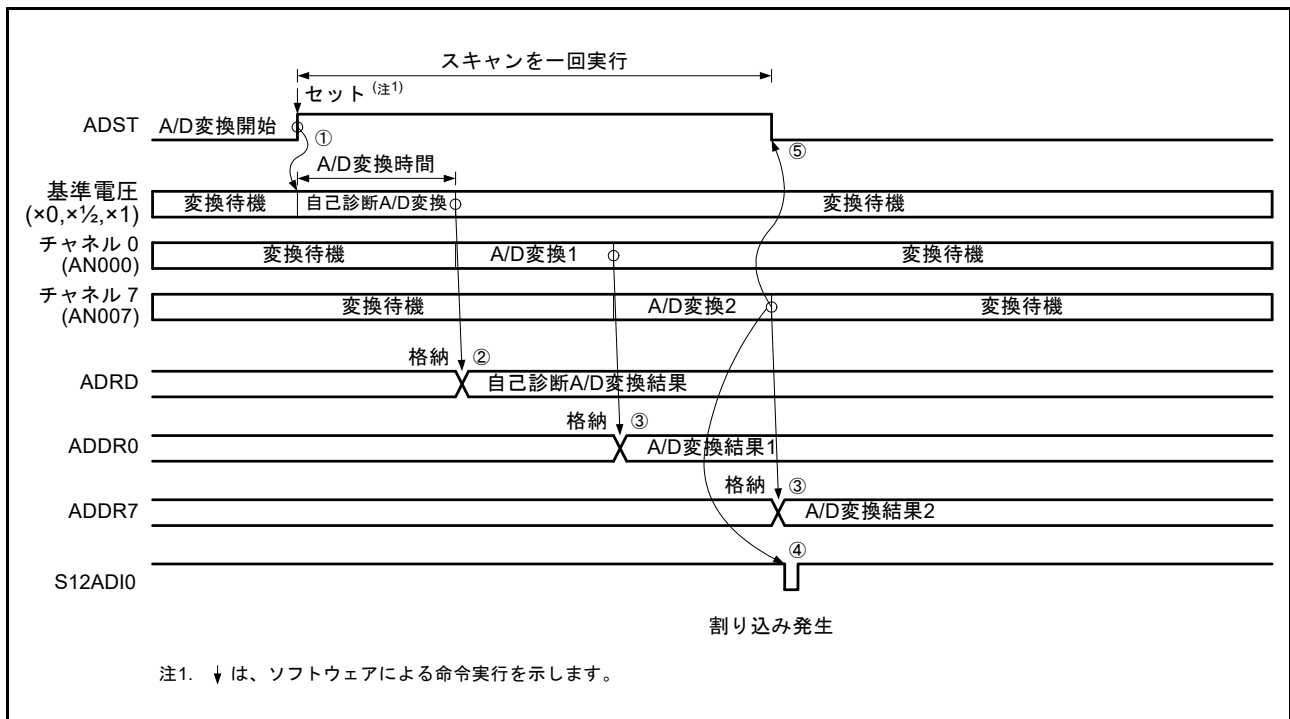 スキャンを一回実行
セット (注1)
ADST A/D変換開始 ① ⑤
A/D変換時間
基準電圧
(×0,×½,×1) 変換待機 自己診断A/D変換 変換待機
チャネル 0
(AN000) 変換待機 A/D変換1 変換待機
チャネル 7
(AN007) 変換待機 A/D変換2 変換待機
格納 ②
ADRD 自己診断A/D変換結果
格納 ③
ADDR0 A/D変換結果1
格納 ③
ADDR7 A/D変換結果2
④
S12ADI0
割り込み発生
注1. ↓ は、ソフトウェアによる命令実行を示します。